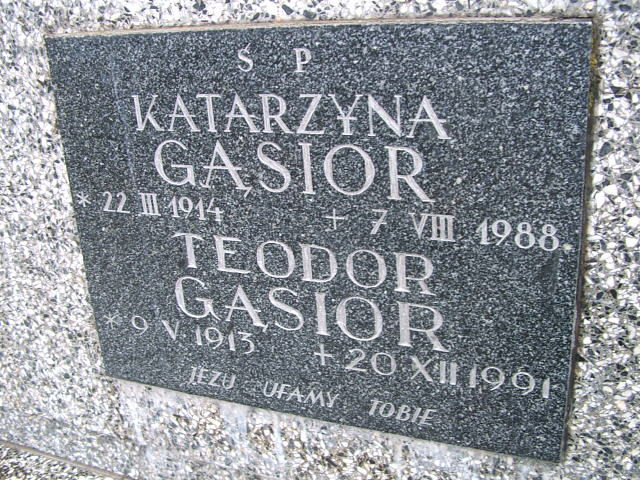 Ś P
KATARZYNA
GĄSIOR
* 22 III 1914 + 7 VIII 1988.
TEODOR
GĄSIOR
* 9 V 1913 + 20 XII 1991
JEZU UFAMY TOBIE